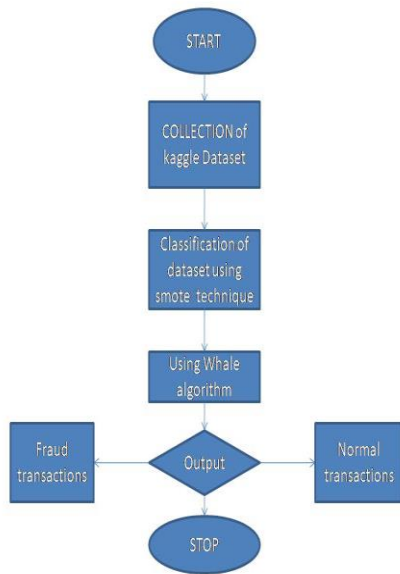 START
COLLECTION of
kaggle Dataset
Classification of
dataset using
smote technique
Using Whale
algorithm
Fraud
transactions
Output
Normal
transactions
STOP